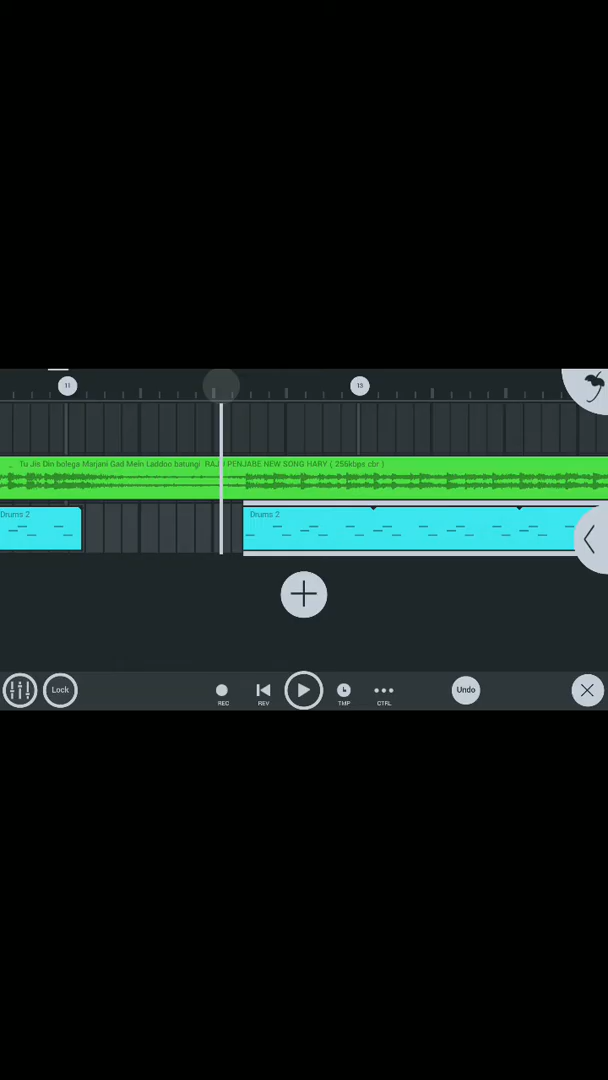 11
13
Tu Jis Din bolega Marjani Gad Mein Laddoo batungi RAJU PENJABE NEW SONG HARY ( 256kbps cbr )
Drums 2
Drums 2
Lock
REC
REV
TMP
CTRL
Undo